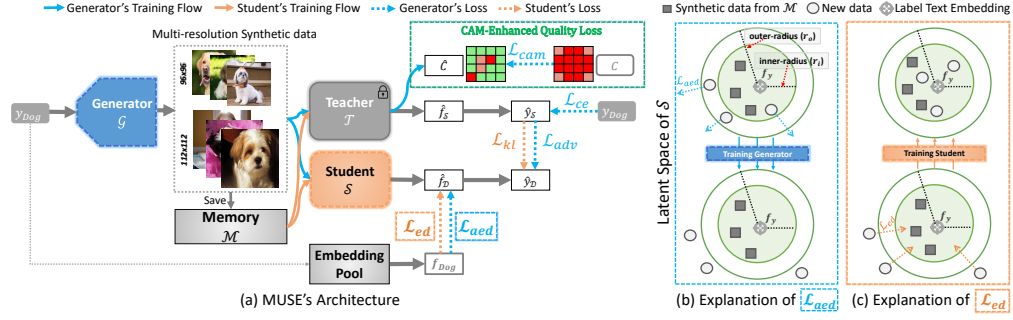 Generator's Training Flow
Student's Training Flow
Generator's Loss
Student's Loss
Multi-resolution Synthetic data
96x96
112x112
y_Dog
Generator
𝒢
Save
Memory
ℳ
Teacher
𝒯
Student
𝒮
Embedding
Pool
CAM-Enhanced Quality Loss
Ĉ
ℒ_cam
C
f̂_𝒮
ŷ_𝒮
ℒ_ce
y_Dog
ℒ_kl
ℒ_adv
f̂_𝒟
ŷ_𝒟
ℒ_ed
ℒ_aed
f_Dog
(a) MUSE's Architecture
Synthetic data from ℳ
New data
Label Text Embedding
Latent Space of 𝒮
outer-radius (r_o)
inner-radius (r_i)
f_y
ℒ_aed
Training Generator
f_y
(b) Explanation of ℒ_aed
f_y
Training Student
f_y
ℒ_ed
(c) Explanation of ℒ_ed